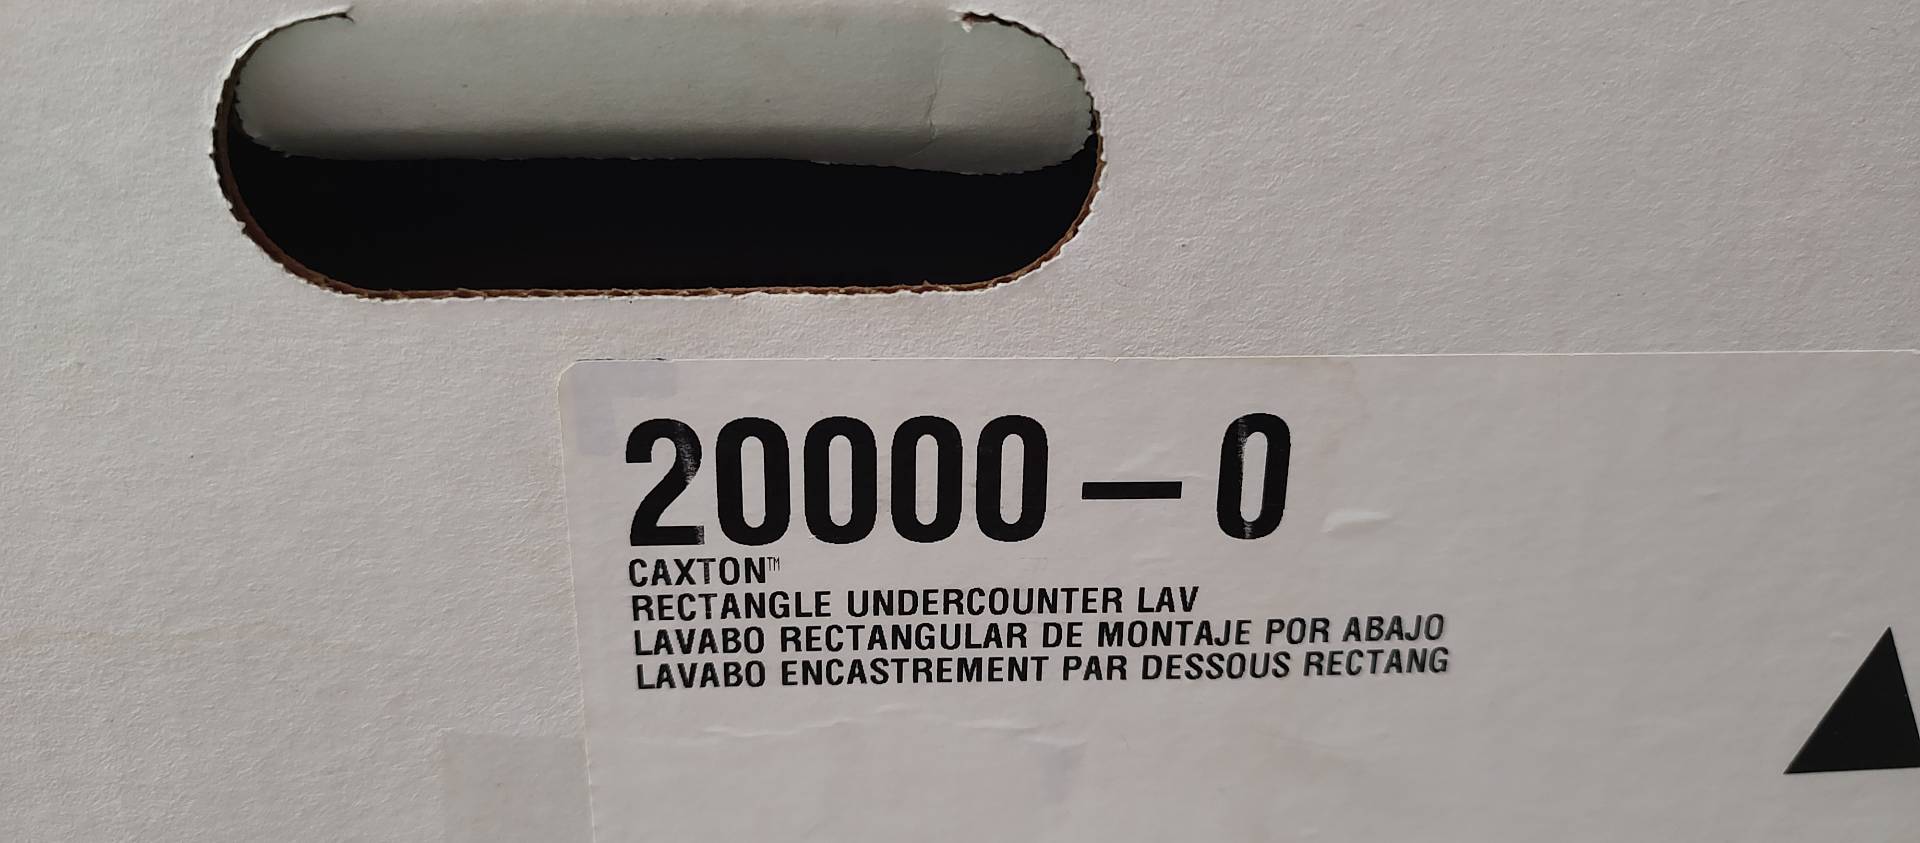 20000-0
CAXTON™
RECTANGLE UNDERCOUNTER LAV
LAVABO RECTANGULAR DE MONTAJE POR ABAJO
LAVABO ENCASTREMENT PAR DESSOUS RECTANG